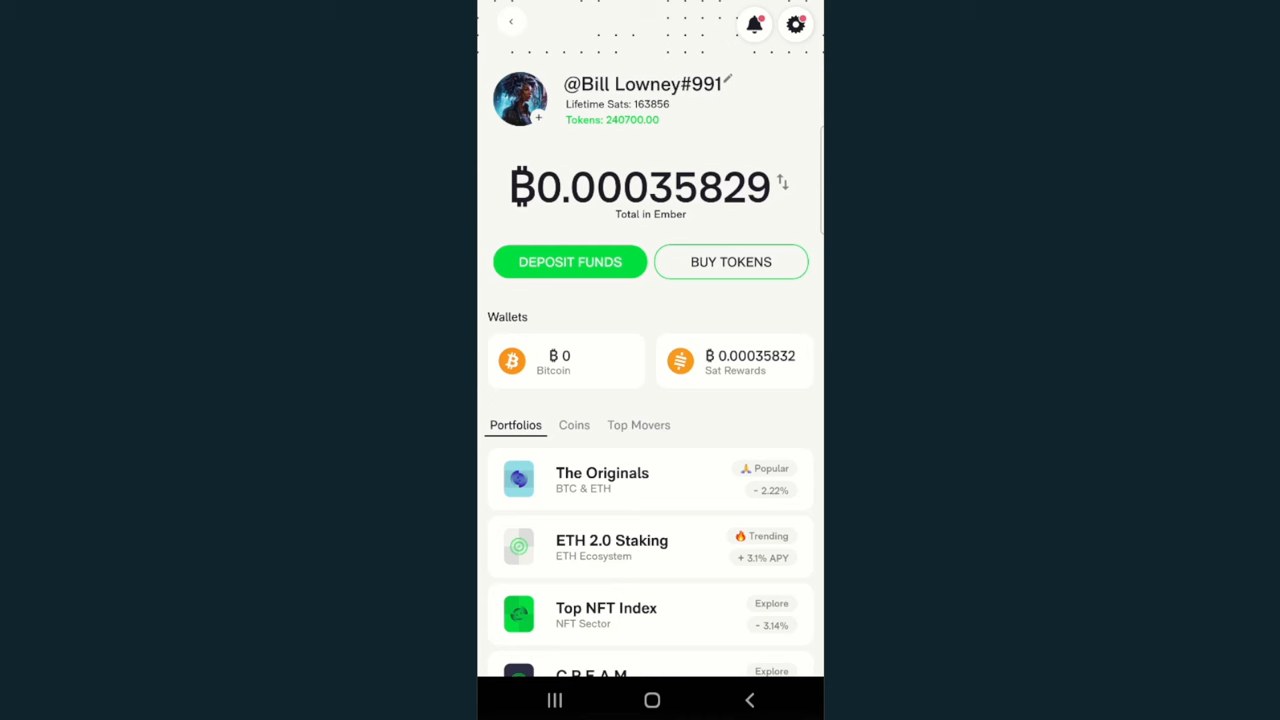 @Bill Lowney#991
Lifetime Sats: 163856
Tokens: 240700.00
₿0.00035829
Total in Ember
DEPOSIT FUNDS
BUY TOKENS
Wallets
₿ 0
Bitcoin
₿ 0.00035832
Sat Rewards
Portfolios Coins Top Movers
The Originals
BTC & ETH
🙏 Popular
- 2.22%
ETH 2.0 Staking
ETH Ecosystem
🔥 Trending
+ 3.1% APY
Top NFT Index
NFT Sector
Explore
- 3.14%
C.R.E.A.M.
Explore